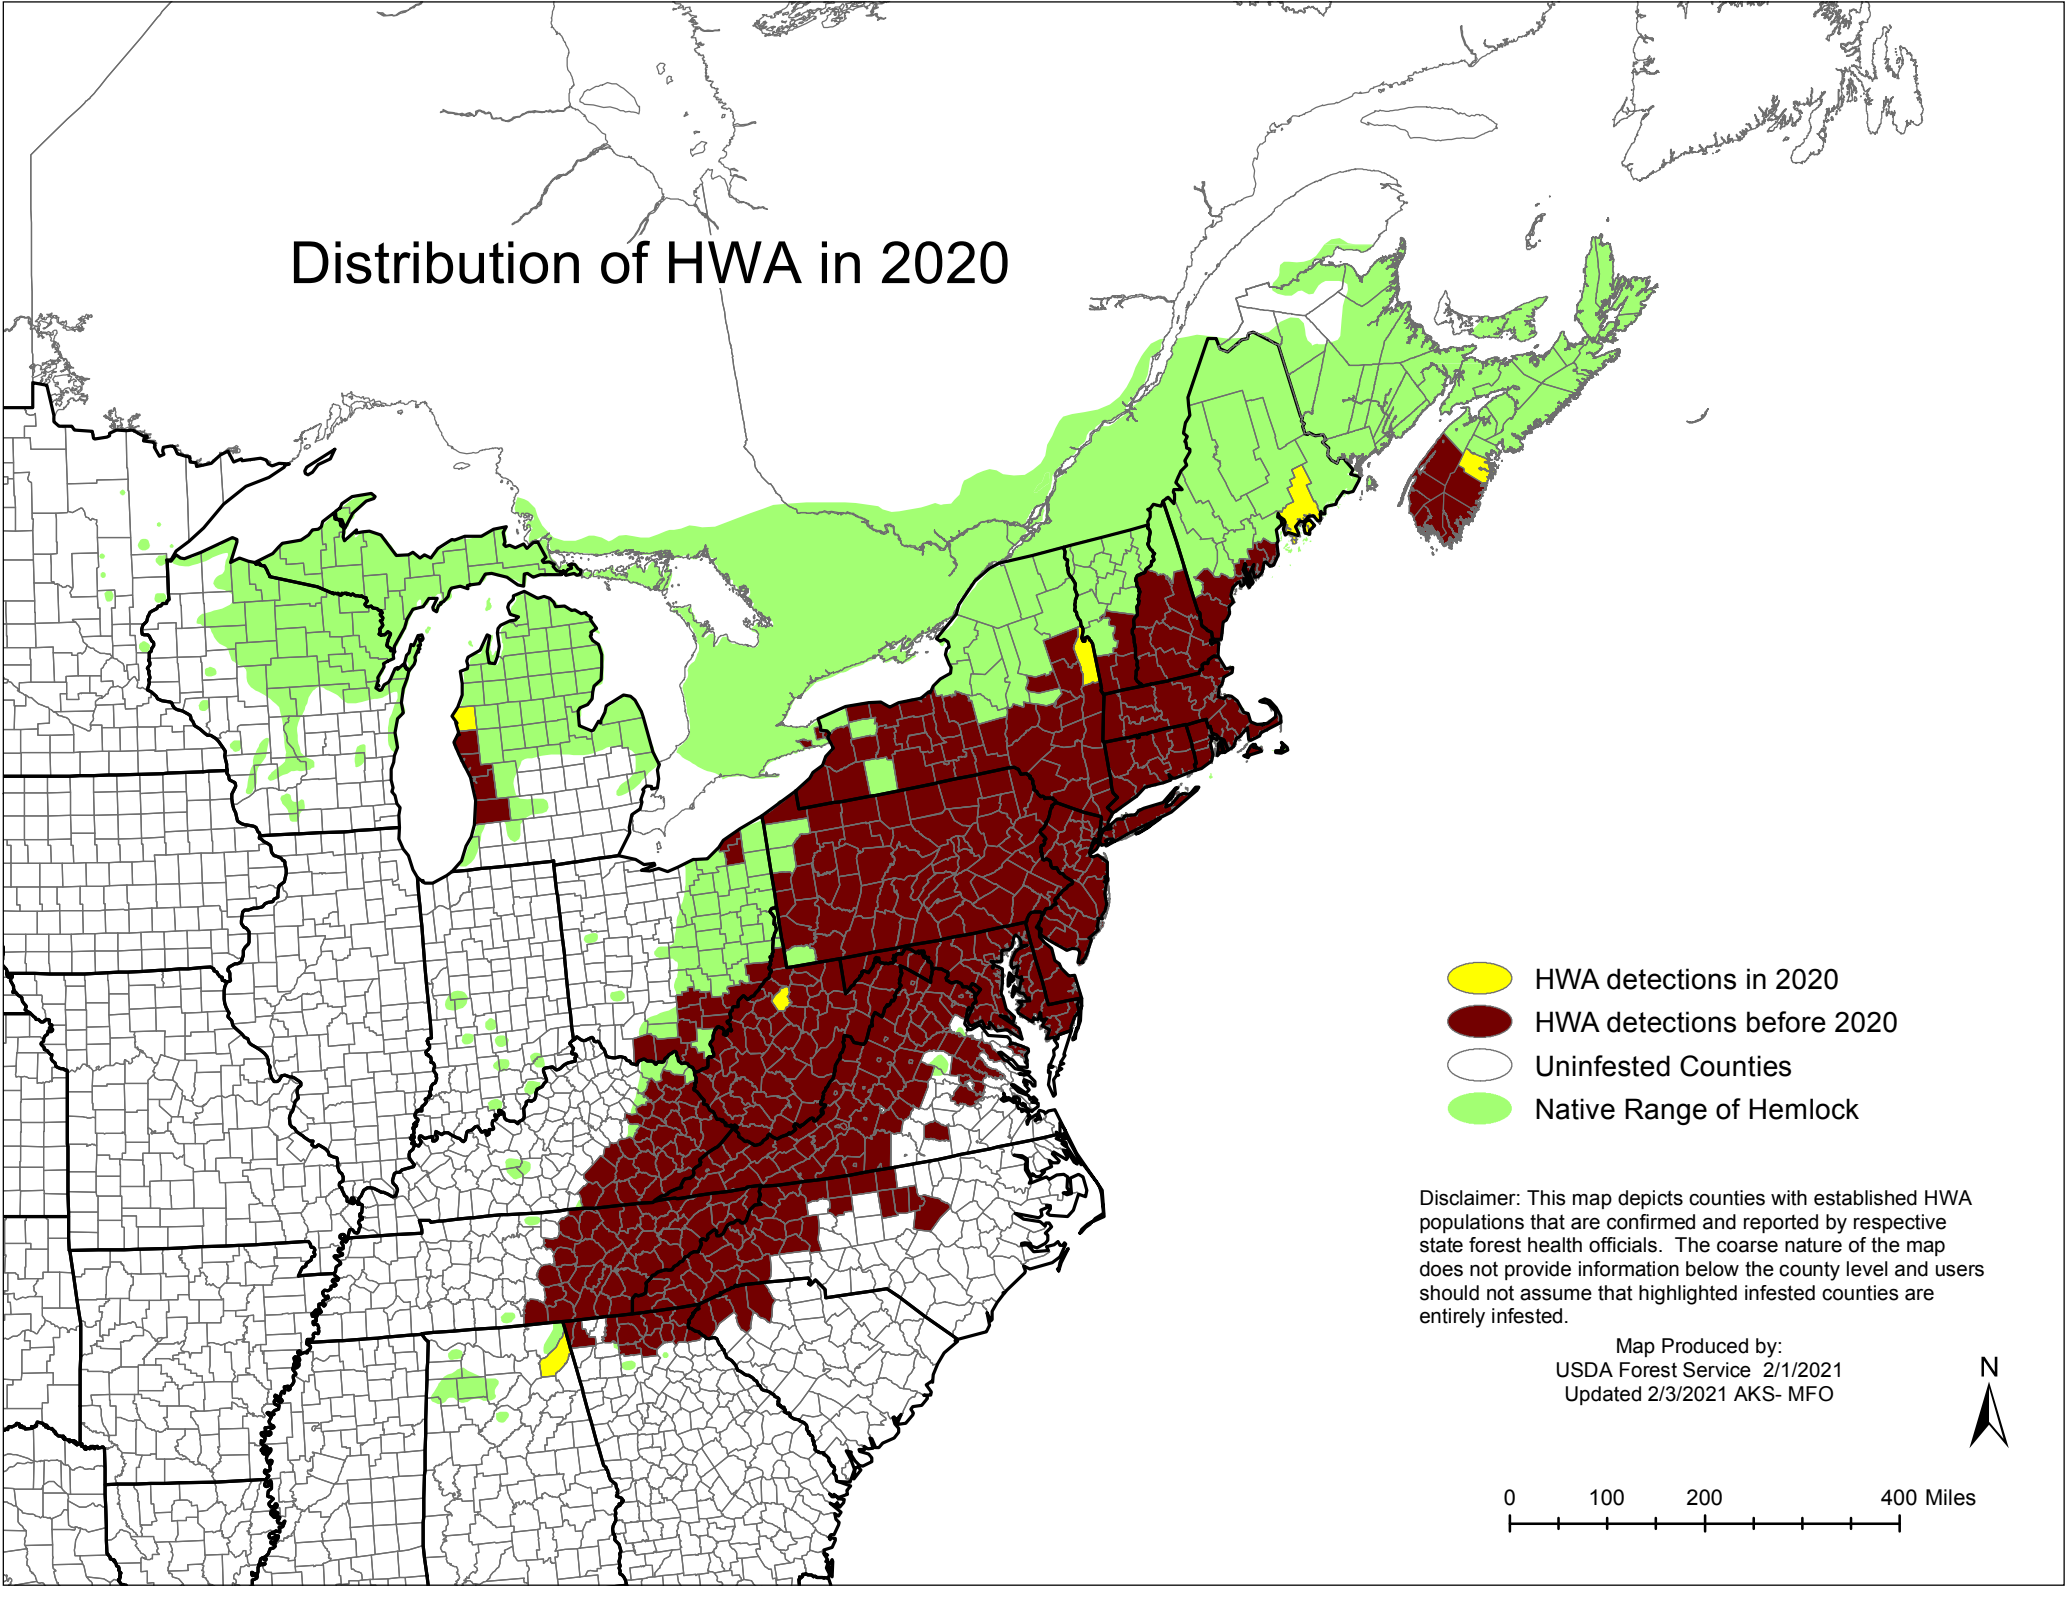 Distribution of HWA in 2020
HWA detections in 2020
HWA detections before 2020
Uninfested Counties
Native Range of Hemlock
Disclaimer: This map depicts counties with established HWA
populations that are confirmed and reported by respective
state forest health officials. The coarse nature of the map
does not provide information below the county level and users
should not assume that highlighted infested counties are
entirely infested.
Map Produced by:
USDA Forest Service 2/1/2021
Updated 2/3/2021 AKS- MFO
N
0 100 200 400 Miles